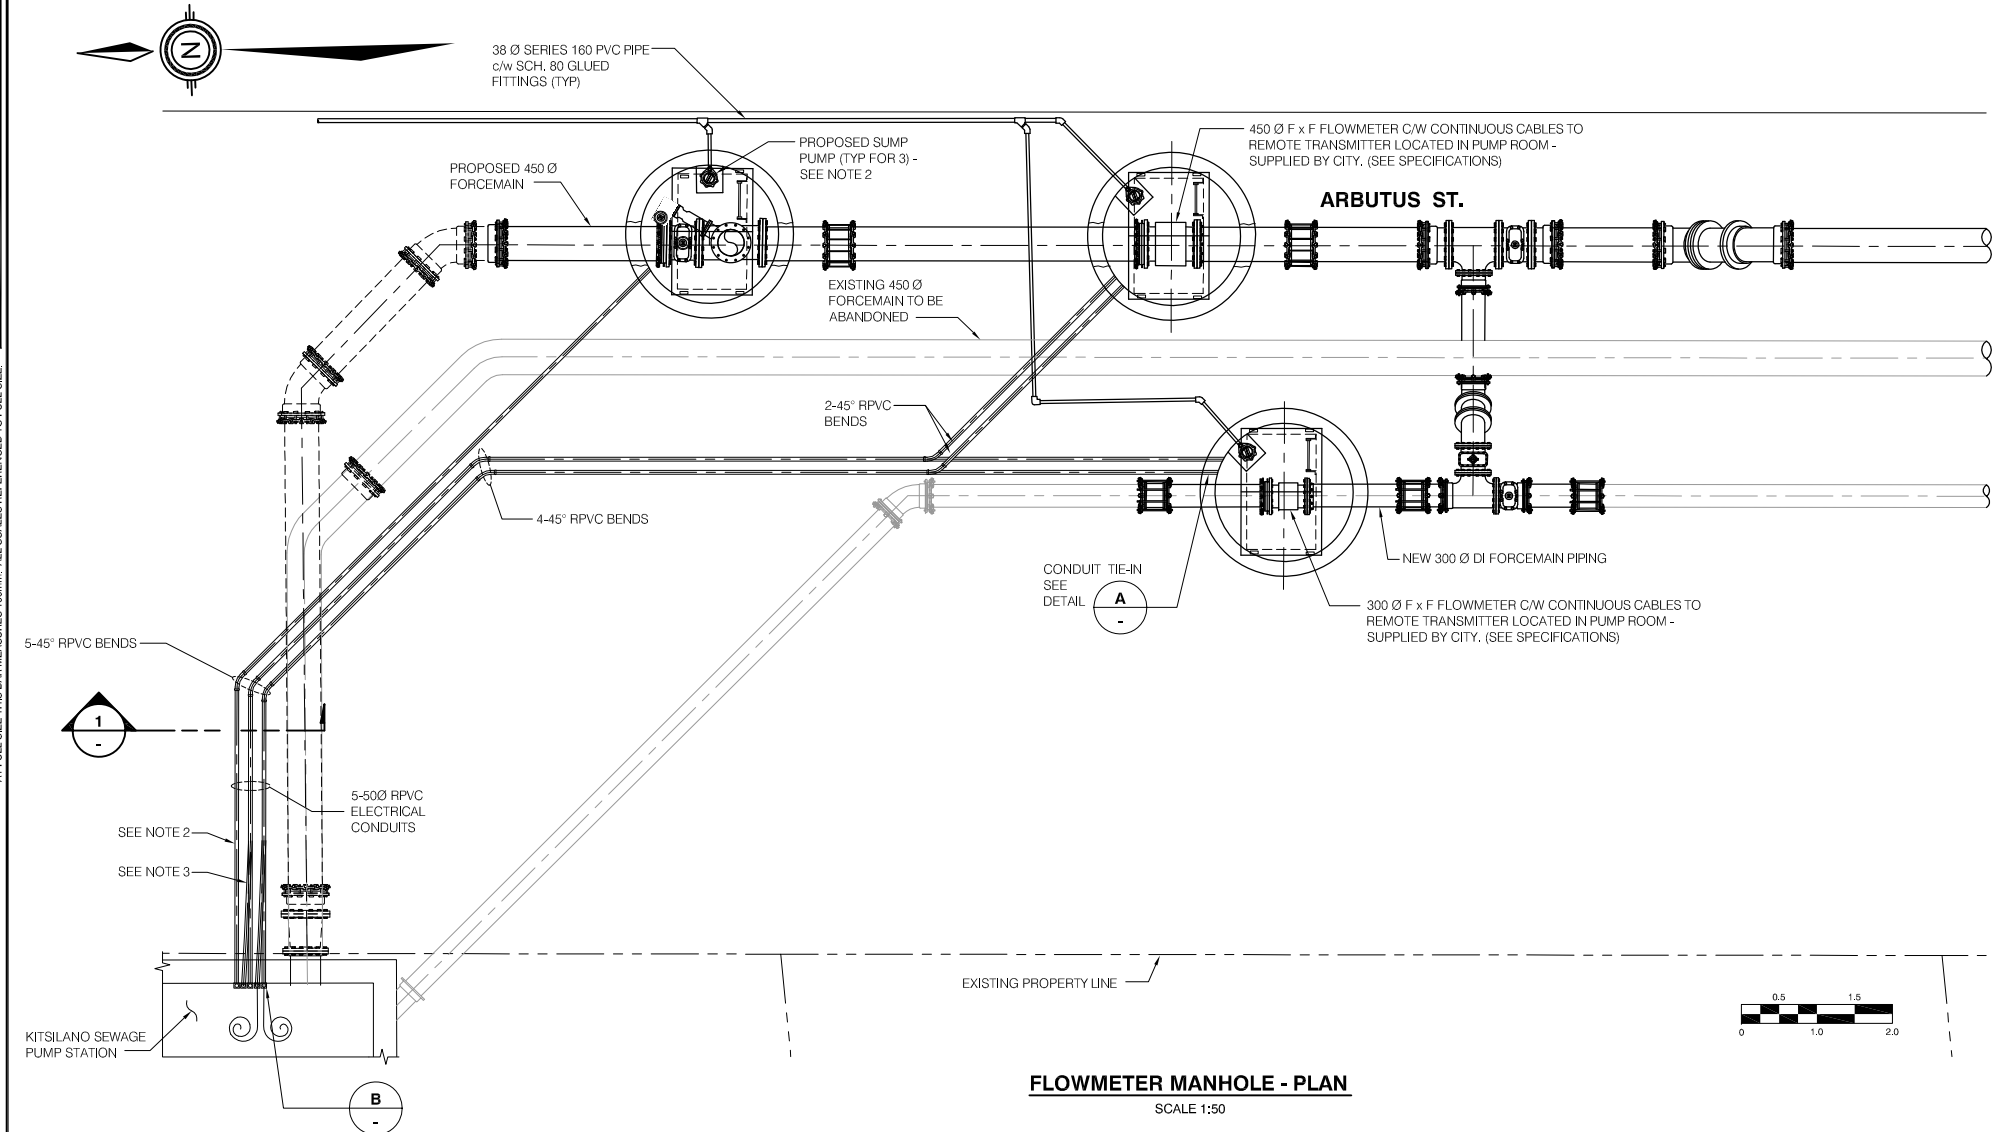 N
38 Ø SERIES 160 PVC PIPE
c/w SCH. 80 GLUED
FITTINGS (TYP)
PROPOSED SUMP
PUMP (TYP FOR 3) -
SEE NOTE 2
450 Ø F x F FLOWMETER C/W CONTINUOUS CABLES TO
REMOTE TRANSMITTER LOCATED IN PUMP ROOM -
SUPPLIED BY CITY. (SEE SPECIFICATIONS)
PROPOSED 450 Ø
FORCEMAIN
ARBUTUS ST.
EXISTING 450 Ø
FORCEMAIN TO BE
ABANDONED
2-45° RPVC
BENDS
4-45° RPVC BENDS
CONDUIT TIE-IN
SEE
DETAIL
A
-
NEW 300 Ø DI FORCEMAIN PIPING
300 Ø F x F FLOWMETER C/W CONTINUOUS CABLES TO
REMOTE TRANSMITTER LOCATED IN PUMP ROOM -
SUPPLIED BY CITY. (SEE SPECIFICATIONS)
5-45° RPVC BENDS
1
-
5-50Ø RPVC
ELECTRICAL
CONDUITS
SEE NOTE 2
SEE NOTE 3
EXISTING PROPERTY LINE
KITSILANO SEWAGE
PUMP STATION
B
-
0.5 1.5
0 1.0 2.0
FLOWMETER MANHOLE - PLAN
SCALE 1:50